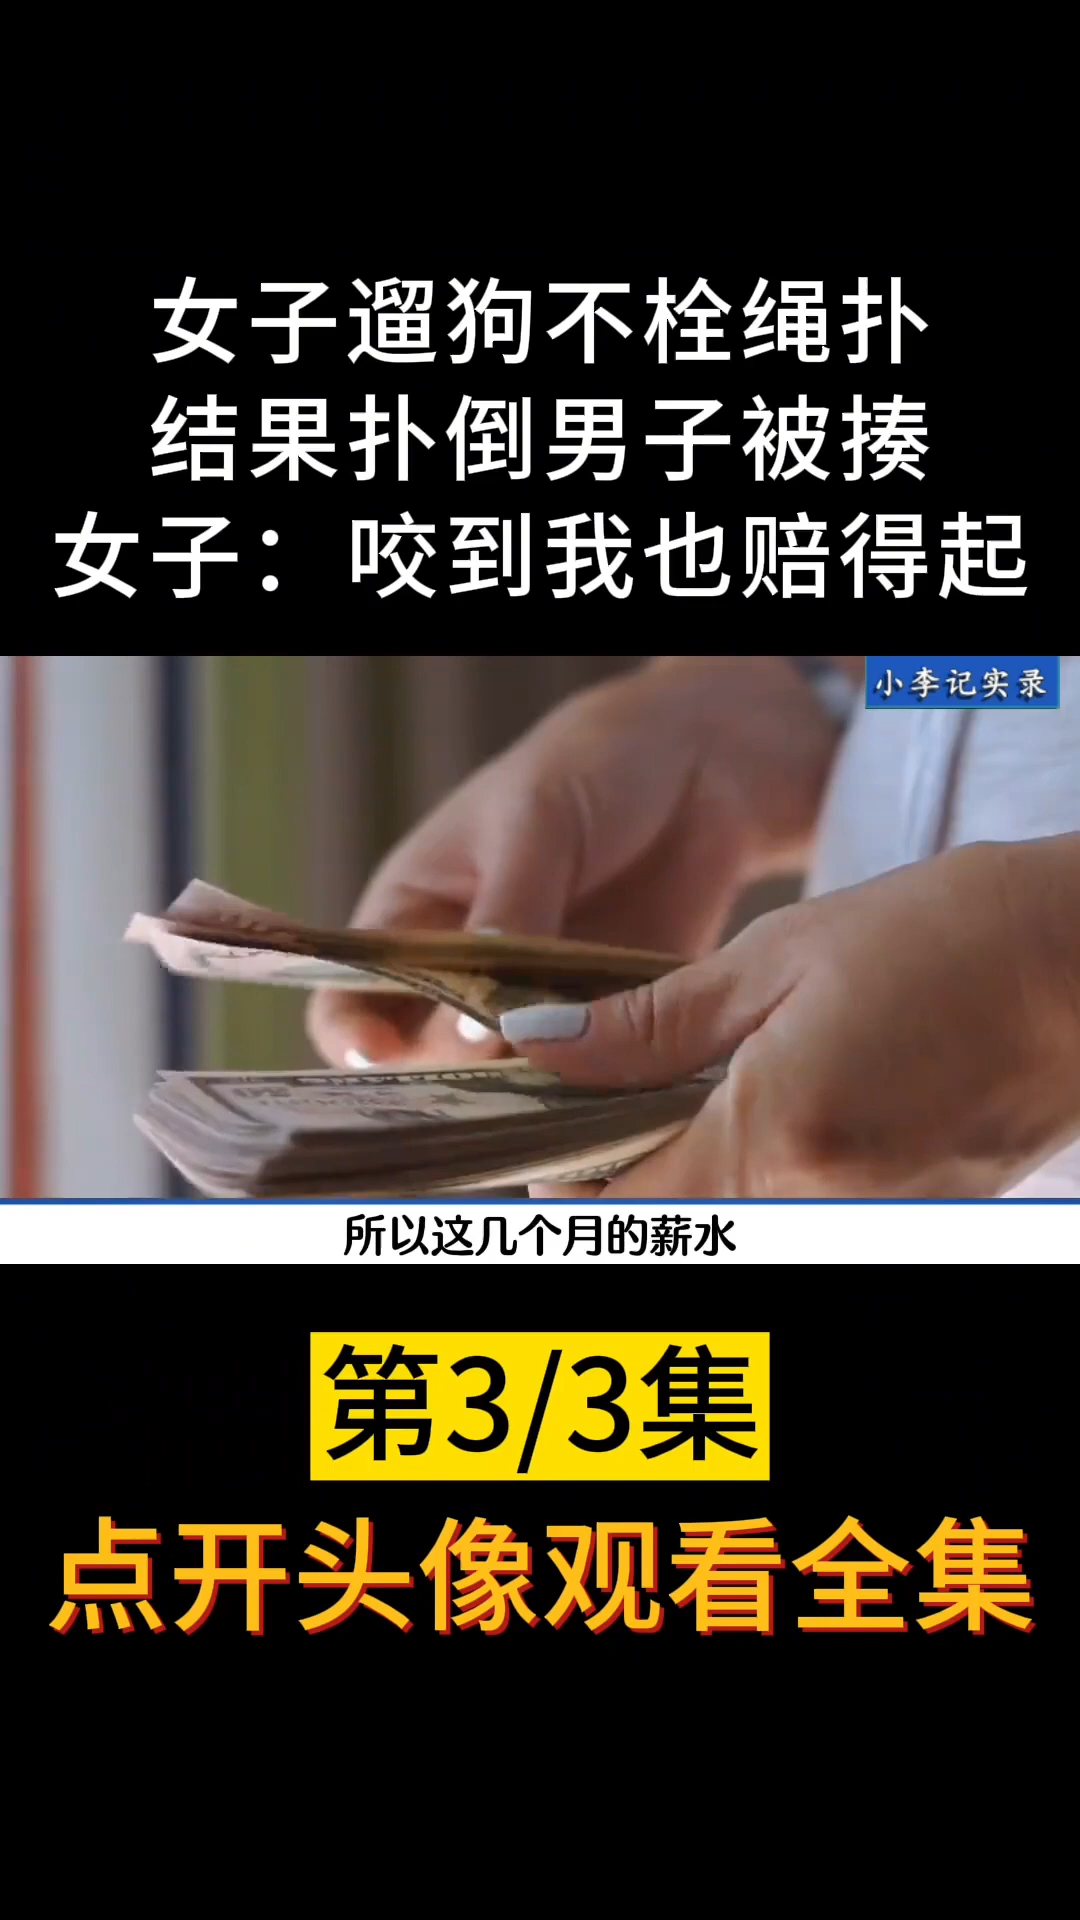 女子遛狗不栓绳扑
结果扑倒男子被揍
女子：咬到我也赔得起
小李记实录
所以这几个月的薪水
第3/3集
点开头像观看全集